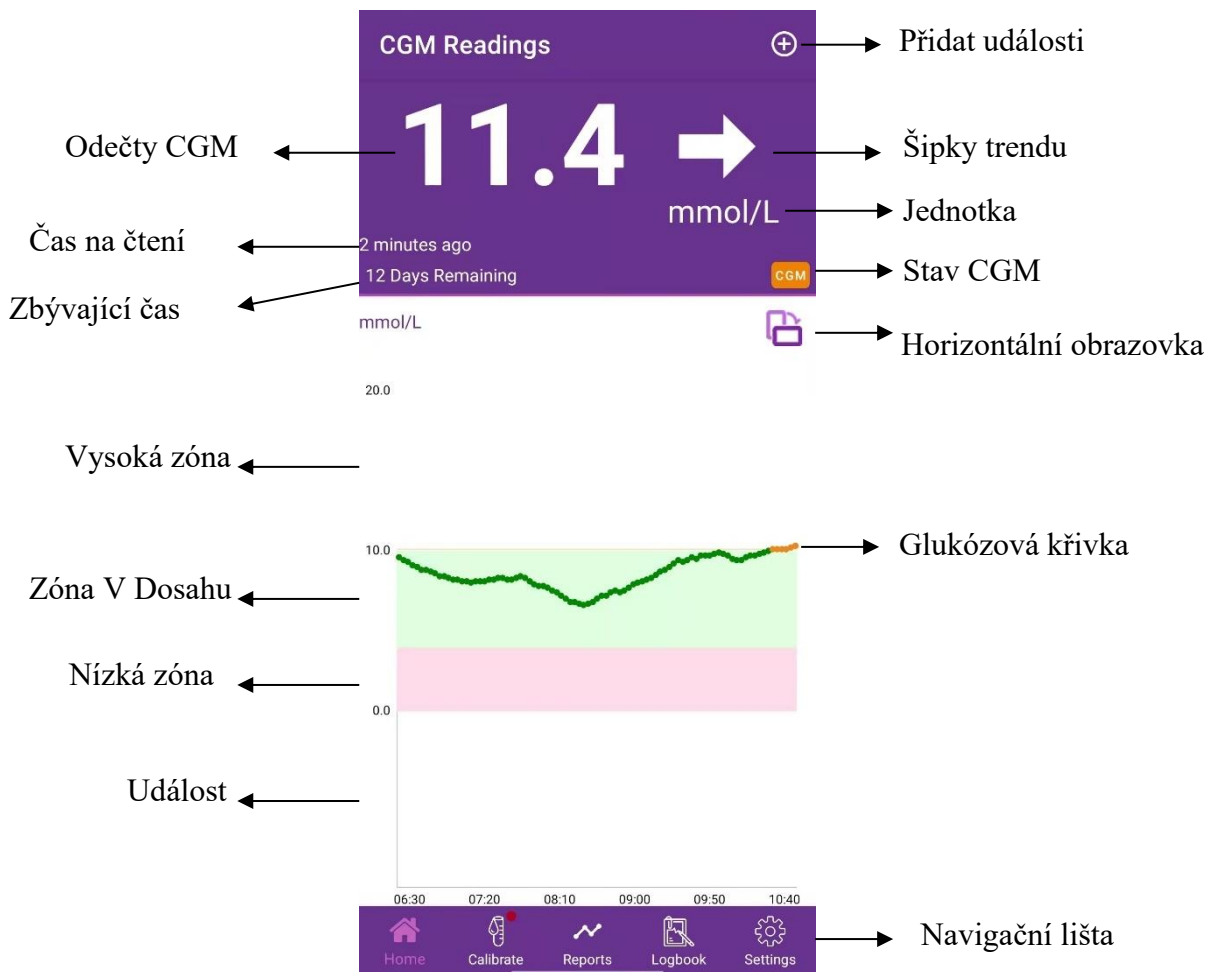 CGM Readings
Přidat události
Odečty CGM
11.4
Šipky trendu
mmol/L
Jednotka
Čas na čtení
2 minutes ago
12 Days Remaining
CGM
Stav CGM
Zbývající čas
mmol/L
Horizontální obrazovka
20.0
Vysoká zóna
10.0
Glukózová křivka
Zóna V Dosahu
Nízká zóna
0.0
Událost
06:30 07:20 08:10 09:00 09:50 10:40
Home Calibrate Reports Logbook Settings
Navigační lišta